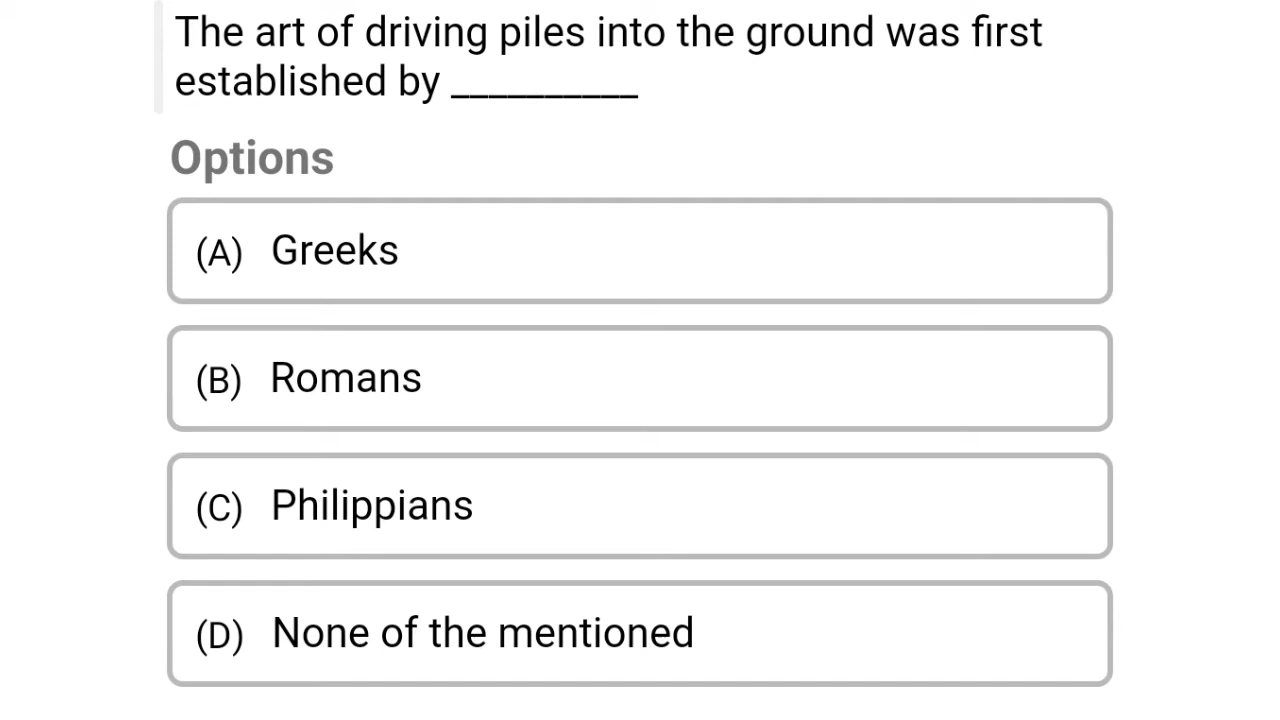 The art of driving piles into the ground was first
established by __________
Options
(A) Greeks
(B) Romans
(C) Philippians
(D) None of the mentioned